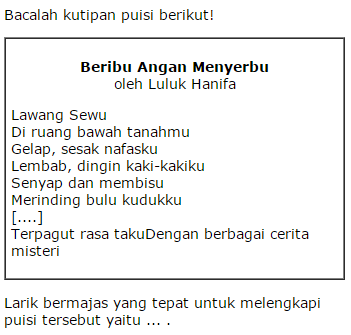 Bacalah kutipan puisi berikut!
Beribu Angan Menyerbu
oleh Luluk Hanifa
Lawang Sewu
Di ruang bawah tanahmu
Gelap, sesak nafasku
Lembab, dingin kaki-kakiku
Senyap dan membisu
Merinding bulu kudukku
[....]
Terpagut rasa takuDengan berbagai cerita
misteri
Larik bermajas yang tepat untuk melengkapi
puisi tersebut yaitu ... .